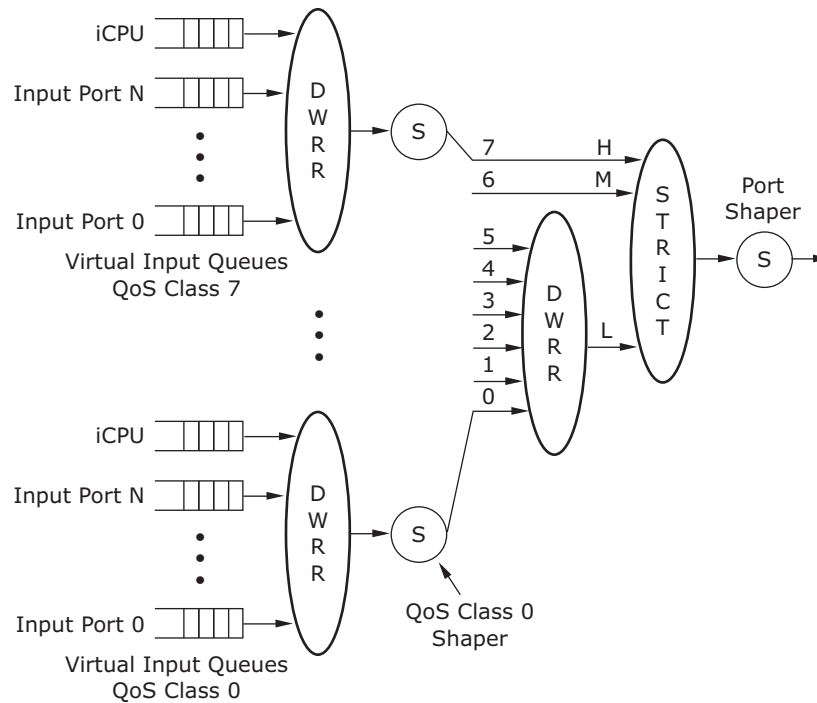 iCPU
Input Port N
Input Port 0
Virtual Input Queues
QoS Class 7
D
W
R
R
S
7
H
6
M
5
4
3
2
1
0
D
W
R
R
L
S
T
R
I
C
T
Port
Shaper
S
iCPU
Input Port N
Input Port 0
Virtual Input Queues
QoS Class 0
D
W
R
R
S
QoS Class 0
Shaper